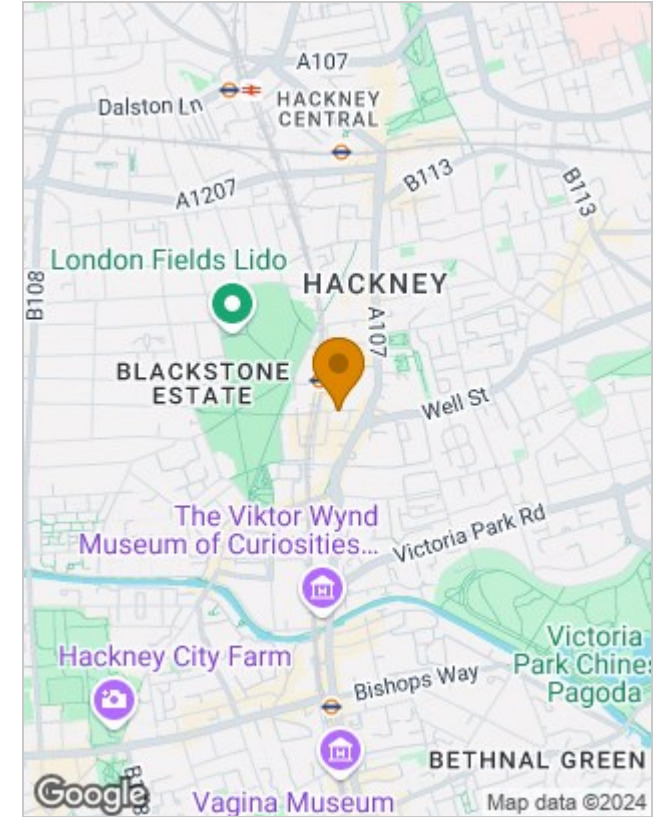 A107
Dalston Ln
HACKNEY
CENTRAL
B113
B113
A1207
London Fields Lido
HACKNEY
B108
A107
BLACKSTONE
ESTATE
Well St
The Viktor Wynd
Museum of Curiosities...
Victoria Park Rd
Victoria
Park Chine
Pagoda
Hackney City Farm
Bishops Way
BETHNAL GREEN
Google
Vagina Museum
Map data ©2024